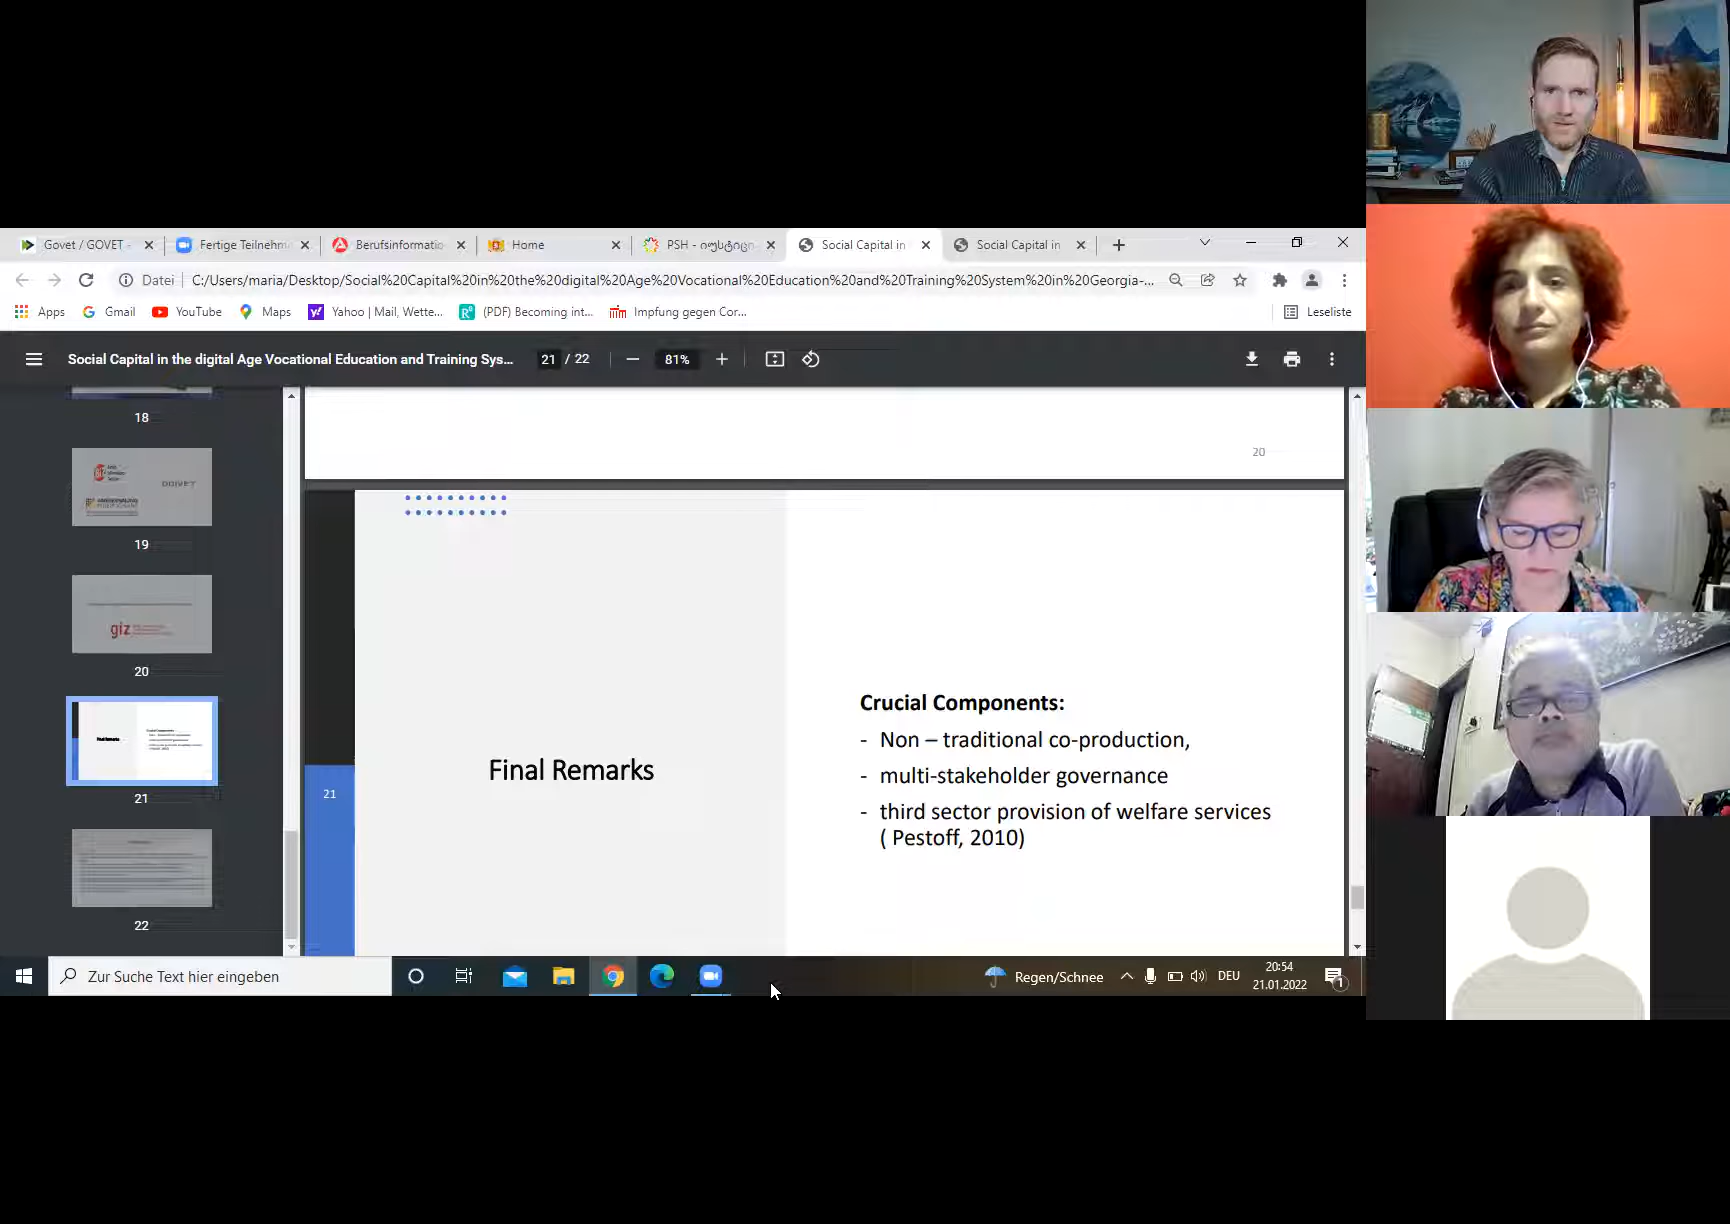 Govet / GOVET -
Fertige Teilnehm
Berufsinformatio
Home
PSH - იუსტიცი
Social Capital in
Social Capital in
Datei
C:/Users/maria/Desktop/Social%20Capital%20in%20the%20digital%20Age%20Vocational%20Education%20and%20Training%20System%20in%20Georgia-...
Apps
Gmail
YouTube
Maps
Yahoo | Mail, Wette...
(PDF) Becoming int...
Impfung gegen Cor...
Leseliste
Social Capital in the digital Age Vocational Education and Training Sys...
21 / 22
81%
18
19
giz
20
21
22
20
21
Final Remarks
Crucial Components:
- Non – traditional co-production,
- multi-stakeholder governance
- third sector provision of welfare services
( Pestoff, 2010)
Zur Suche Text hier eingeben
Regen/Schnee
DEU
20:54
21.01.2022
1